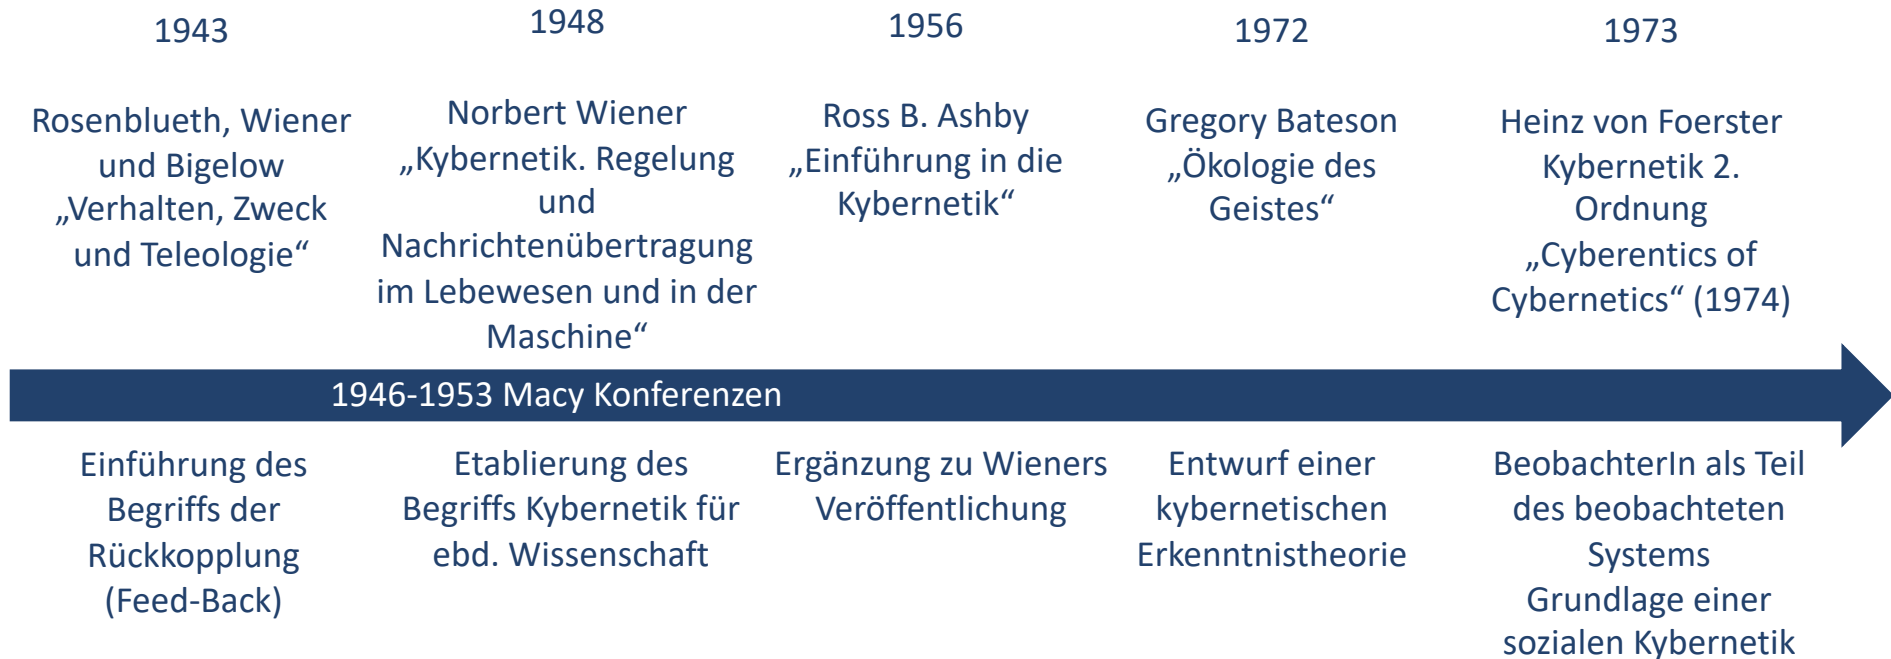 1943
Rosenblueth, Wiener
und Bigelow
„Verhalten, Zweck
und Teleologie“
1948
Norbert Wiener
„Kybernetik. Regelung
und
Nachrichtenübertragung
im Lebewesen und in der
Maschine“
1956
Ross B. Ashby
„Einführung in die
Kybernetik“
1972
Gregory Bateson
„Ökologie des
Geistes“
1973
Heinz von Foerster
Kybernetik 2.
Ordnung
„Cyberentics of
Cybernetics“ (1974)
1946-1953 Macy Konferenzen
Einführung des
Begriffs der
Rückkopplung
(Feed-Back)
Etablierung des
Begriffs Kybernetik für
ebd. Wissenschaft
Ergänzung zu Wieners
Veröffentlichung
Entwurf einer
kybernetischen
Erkenntnistheorie
BeobachterIn als Teil
des beobachteten
Systems
Grundlage einer
sozialen Kybernetik